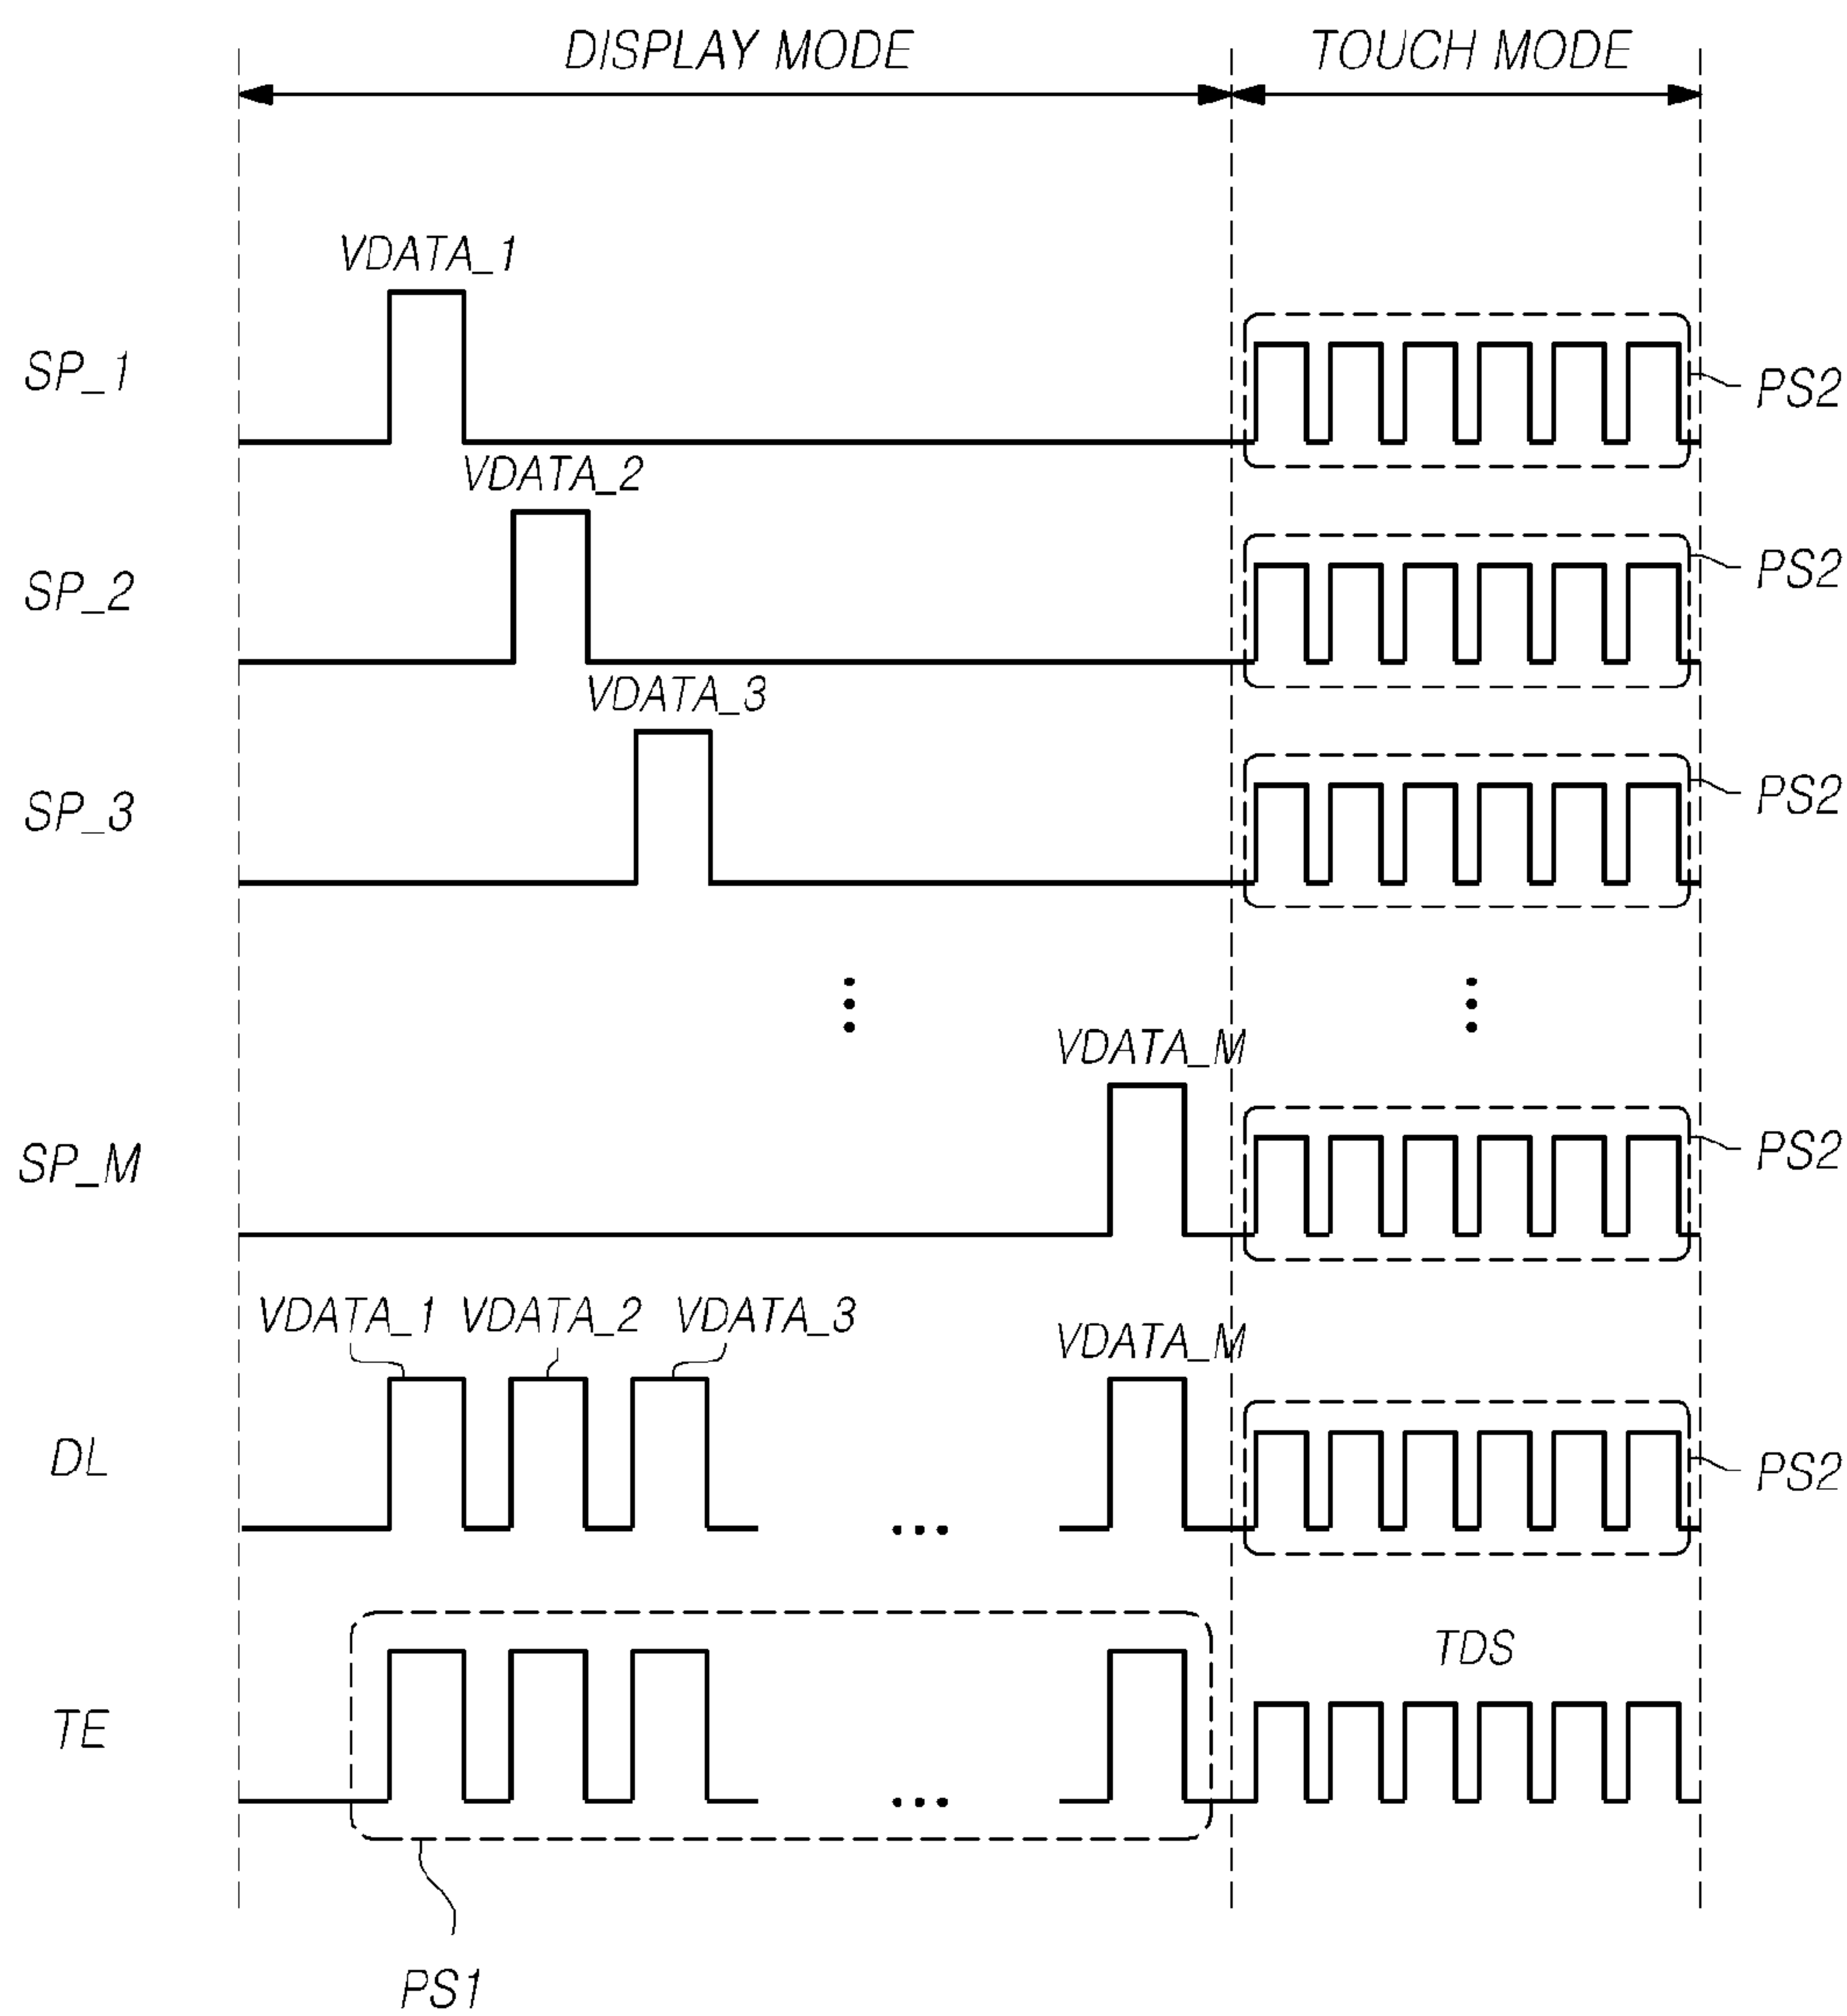 DISPLAY MODE TOUCH MODE
VDATA_1
SP_1 PS2
VDATA_2
SP_2 PS2
VDATA_3
SP_3 PS2
VDATA_M
SP_M PS2
VDATA_1 VDATA_2 VDATA_3 VDATA_M
DL PS2
TDS
TE
PS1